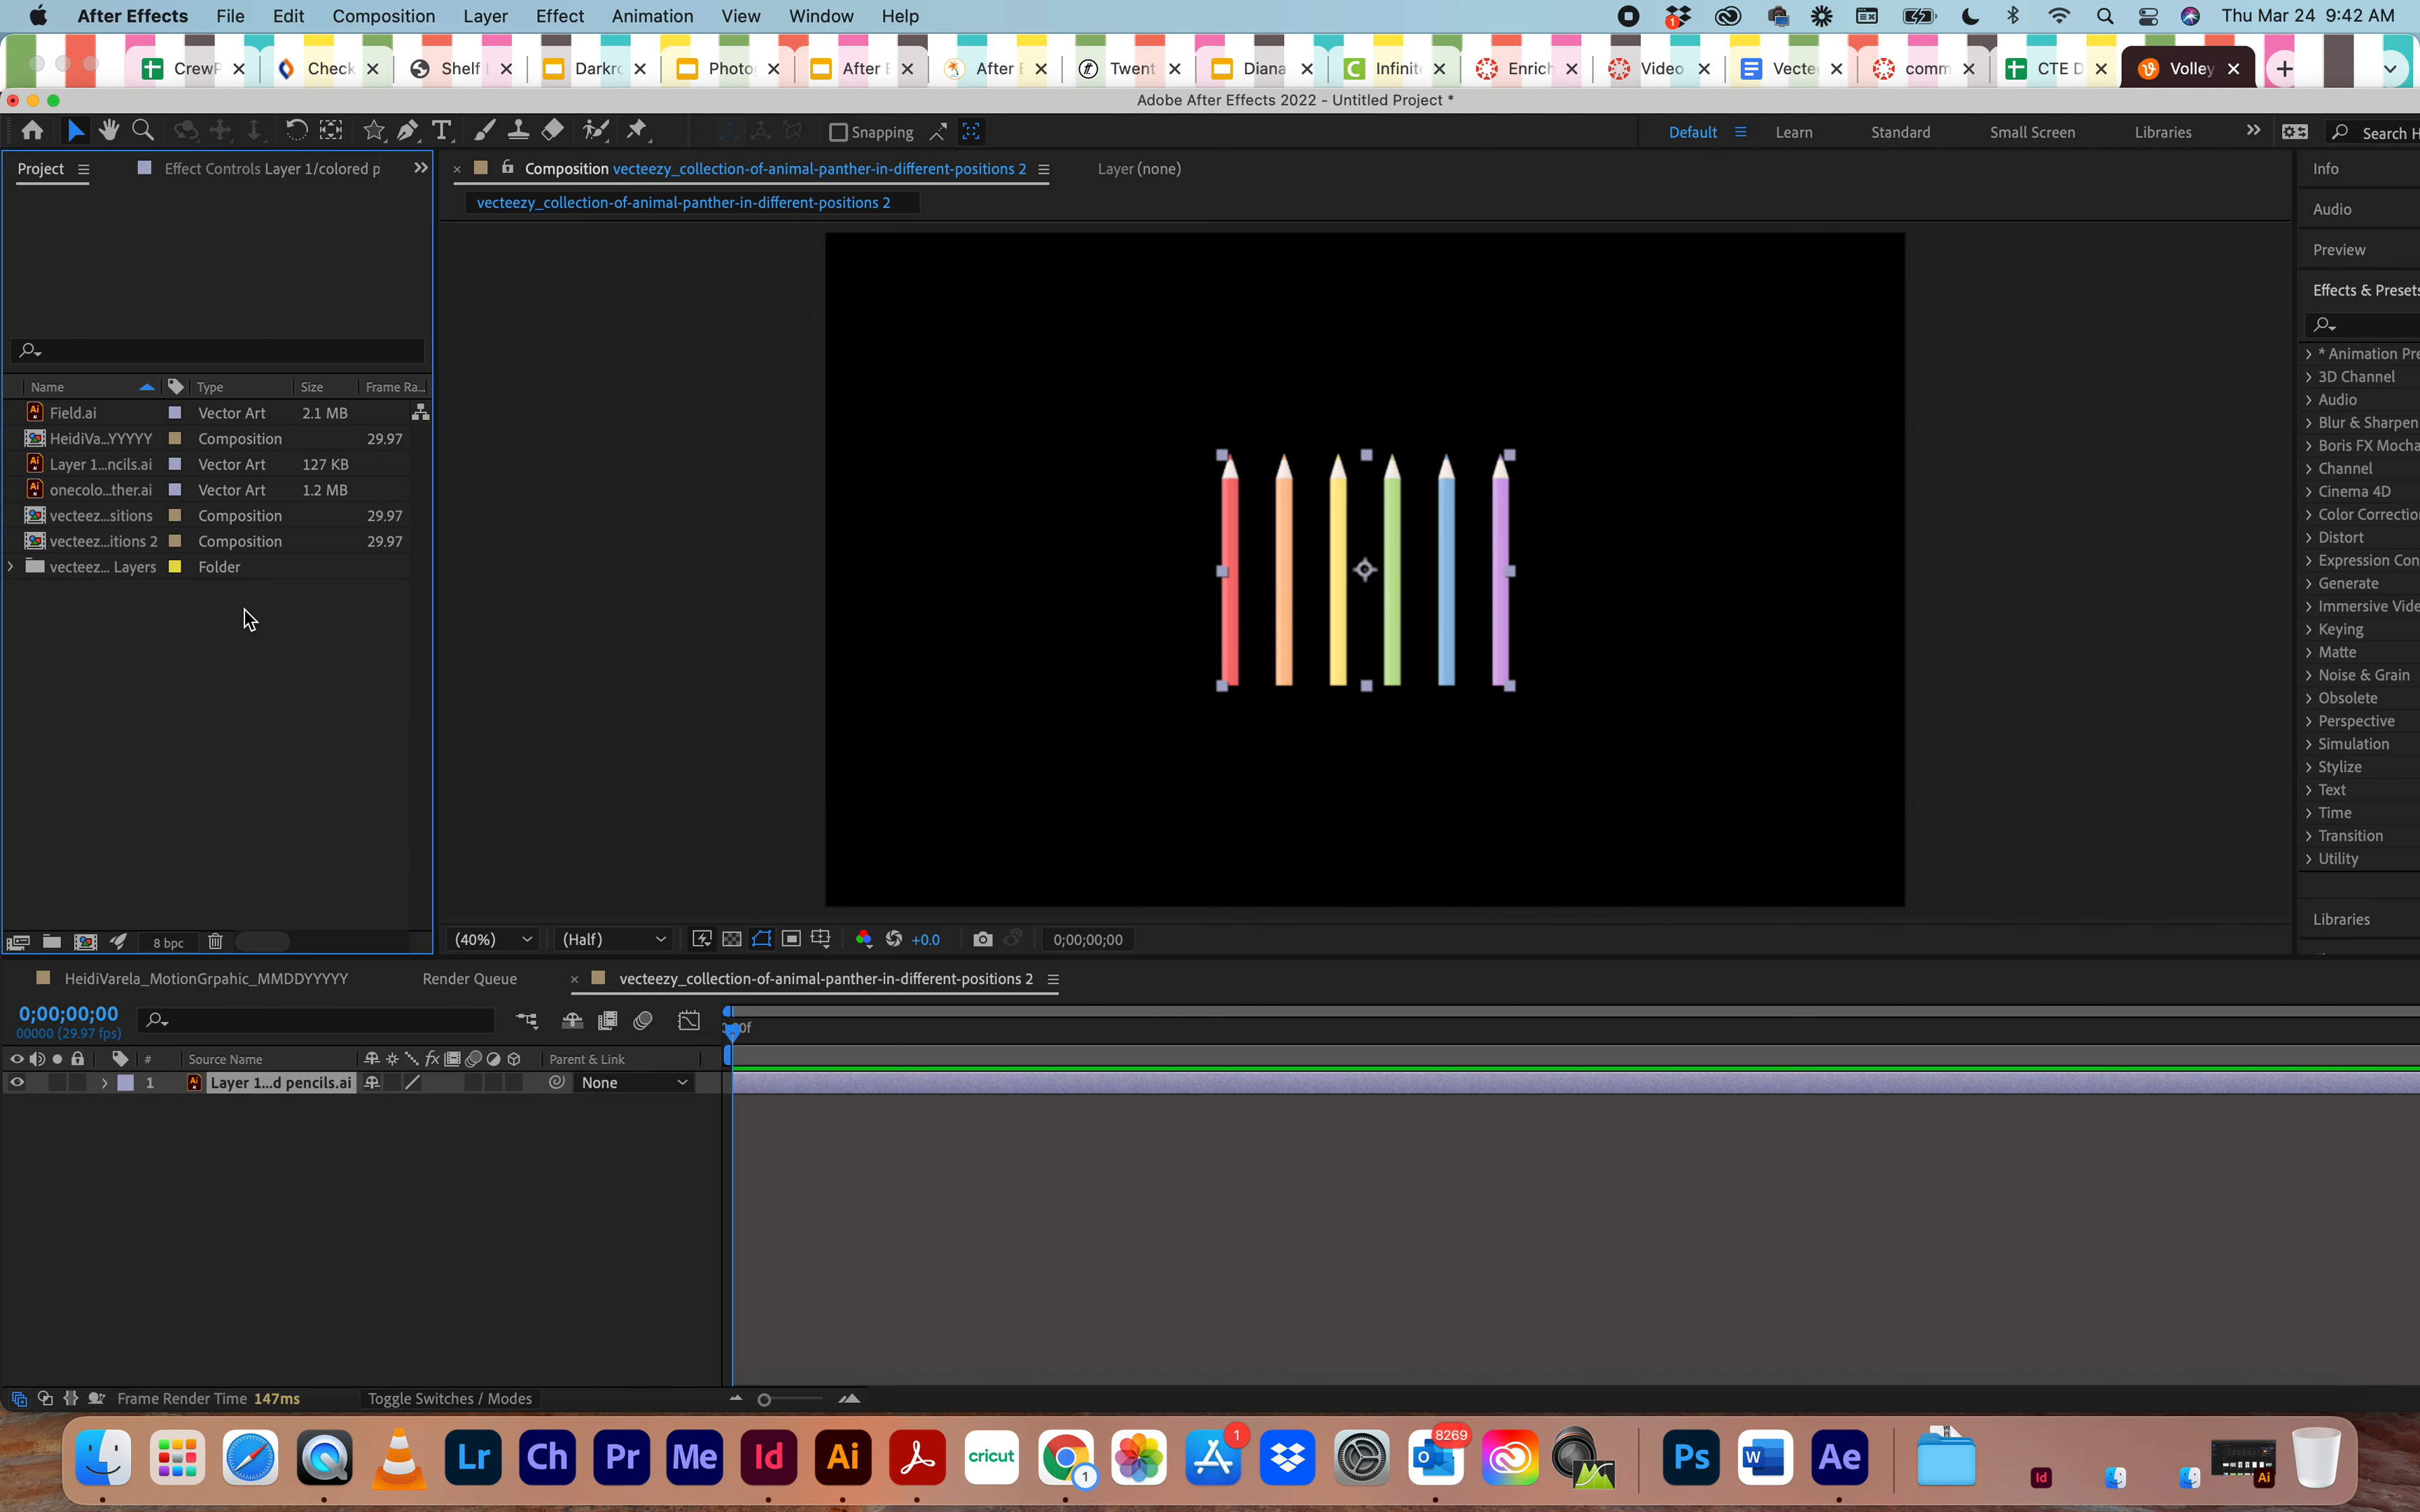 After Effects File Edit Composition Layer Effect Animation View Window Help
1
Thu Mar 24 9:42 AM
CrewP Check Shelf Darkro Photo After E After E Twent Diana Infinite Enrich Video Vectee comm CTE D Volley
Adobe After Effects 2022 - Untitled Project *
Snapping
Default Learn Standard Small Screen Libraries Search H
Project Effect Controls Layer 1/colored p
Composition vecteezy_collection-of-animal-panther-in-different-positions 2 Layer (none)
vecteezy_collection-of-animal-panther-in-different-positions 2
Name Type Size Frame Ra...
Field.ai Vector Art 2.1 MB
HeidiVa...YYYYY Composition 29.97
Layer 1...ncils.ai Vector Art 127 KB
onecolo...ther.ai Vector Art 1.2 MB
vecteez...sitions Composition 29.97
vecteez...itions 2 Composition 29.97
vecteez... Layers Folder
8 bpc
(40%) (Half) +0.0 0;00;00;00
Info
Audio
Preview
Effects & Presets
* Animation Pre
3D Channel
Audio
Blur & Sharpen
Boris FX Mocha
Channel
Cinema 4D
Color Correction
Distort
Expression Con
Generate
Immersive Vide
Keying
Matte
Noise & Grain
Obsolete
Perspective
Simulation
Stylize
Text
Time
Transition
Utility
Libraries
HeidiVarela_MotionGrpahic_MMDDYYYYY Render Queue vecteezy_collection-of-animal-panther-in-different-positions 2
0;00;00;00
00000 (29.97 fps)
# Source Name fx Parent & Link
1 Layer 1...d pencils.ai None
Frame Render Time 147ms Toggle Switches / Modes
Lr Ch Pr Me Id Ai cricut 1 1 8269 Ps W Ae Id Ai